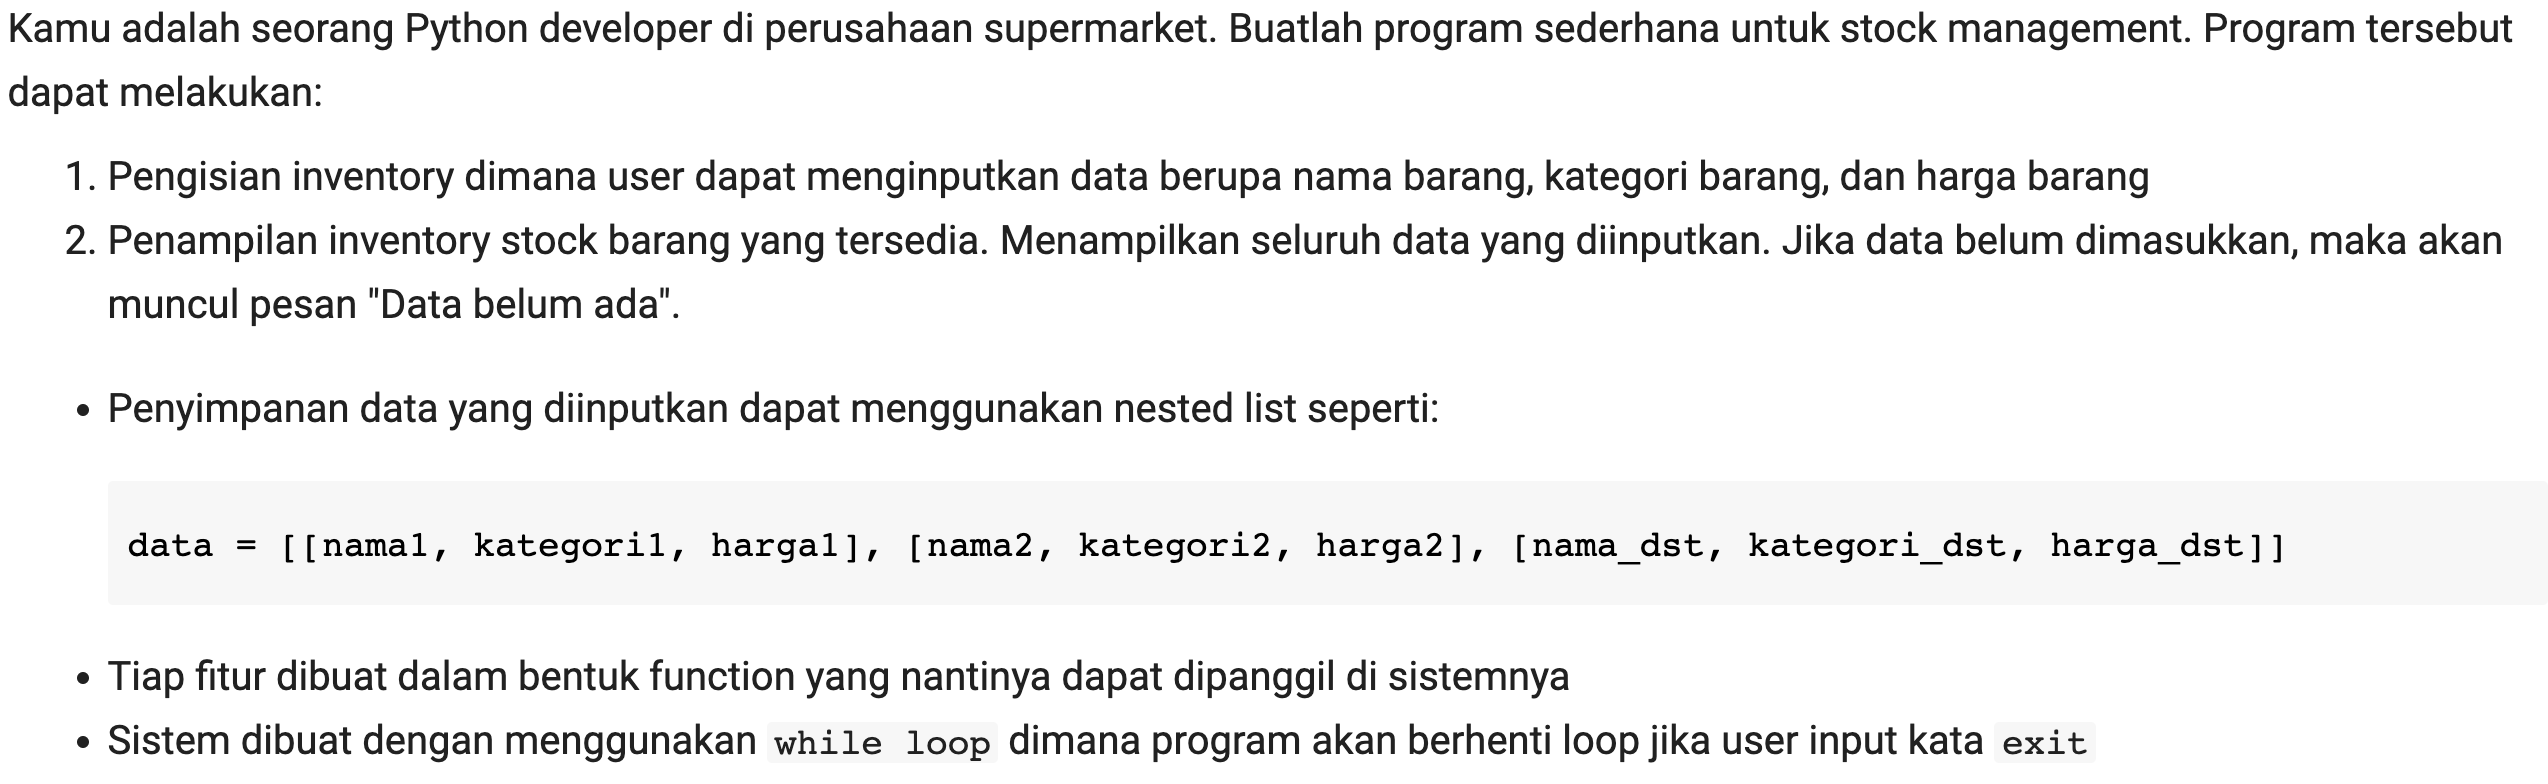 Kamu adalah seorang Python developer di perusahaan supermarket. Buatlah program sederhana untuk stock management. Program tersebut
dapat melakukan:
1. Pengisian inventory dimana user dapat menginputkan data berupa nama barang, kategori barang, dan harga barang
2. Penampilan inventory stock barang yang tersedia. Menampilkan seluruh data yang diinputkan. Jika data belum dimasukkan, maka akan
muncul pesan "Data belum ada".
• Penyimpanan data yang diinputkan dapat menggunakan nested list seperti:
data = [[nama1, kategori1, harga1], [nama2, kategori2, harga2], [nama_dst, kategori_dst, harga_dst]]
• Tiap fitur dibuat dalam bentuk function yang nantinya dapat dipanggil di sistemnya
• Sistem dibuat dengan menggunakan while loop dimana program akan berhenti loop jika user input kata exit